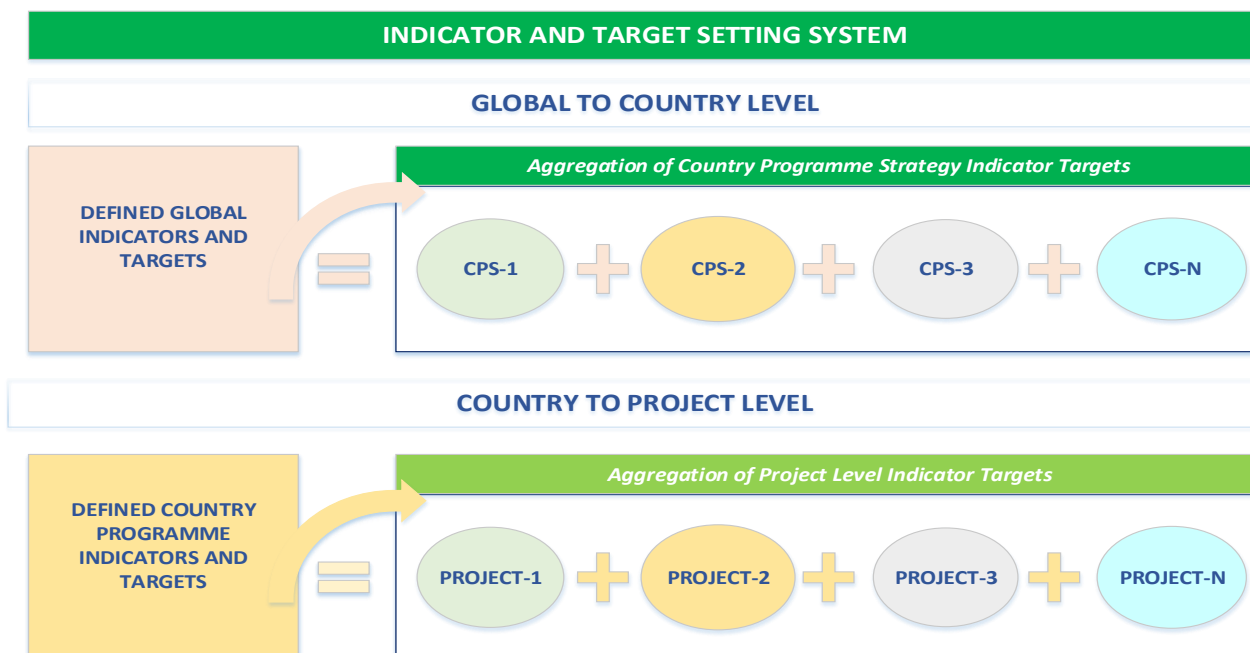 INDICATOR AND TARGET SETTING SYSTEM
GLOBAL TO COUNTRY LEVEL
DEFINED GLOBAL
INDICATORS AND
TARGETS
Aggregation of Country Programme Strategy Indicator Targets
CPS-1
CPS-2
CPS-3
CPS-N
COUNTRY TO PROJECT LEVEL
DEFINED COUNTRY
PROGRAMME
INDICATORS AND
TARGETS
Aggregation of Project Level Indicator Targets
PROJECT-1
PROJECT-2
PROJECT-3
PROJECT-N